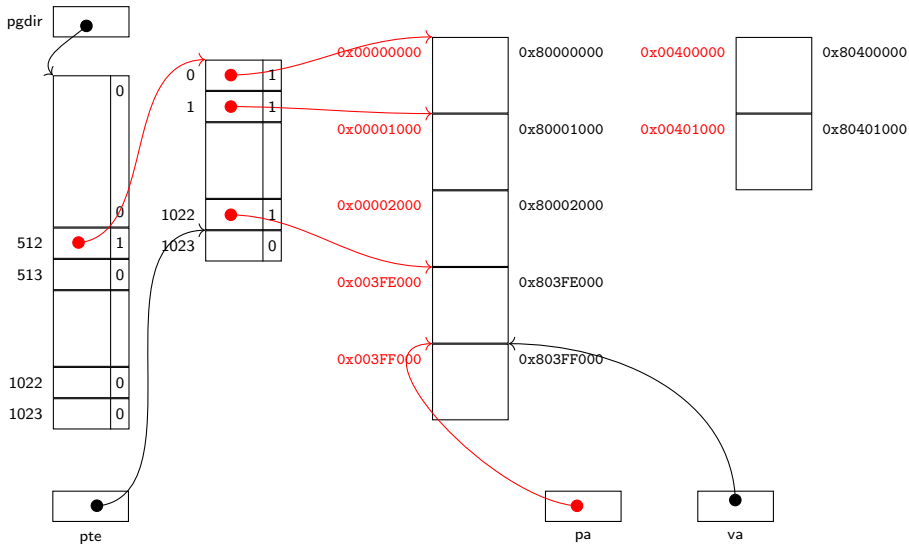 pgdir
0
0
512 1
513 0
1022 0
1023 0
0 1
1 1
1022 1
1023 0
0x00000000 0x80000000
0x00001000 0x80001000
0x00002000 0x80002000
0x003FE000 0x803FE000
0x003FF000 0x803FF000
0x00400000 0x80400000
0x00401000 0x80401000
pte
pa
va